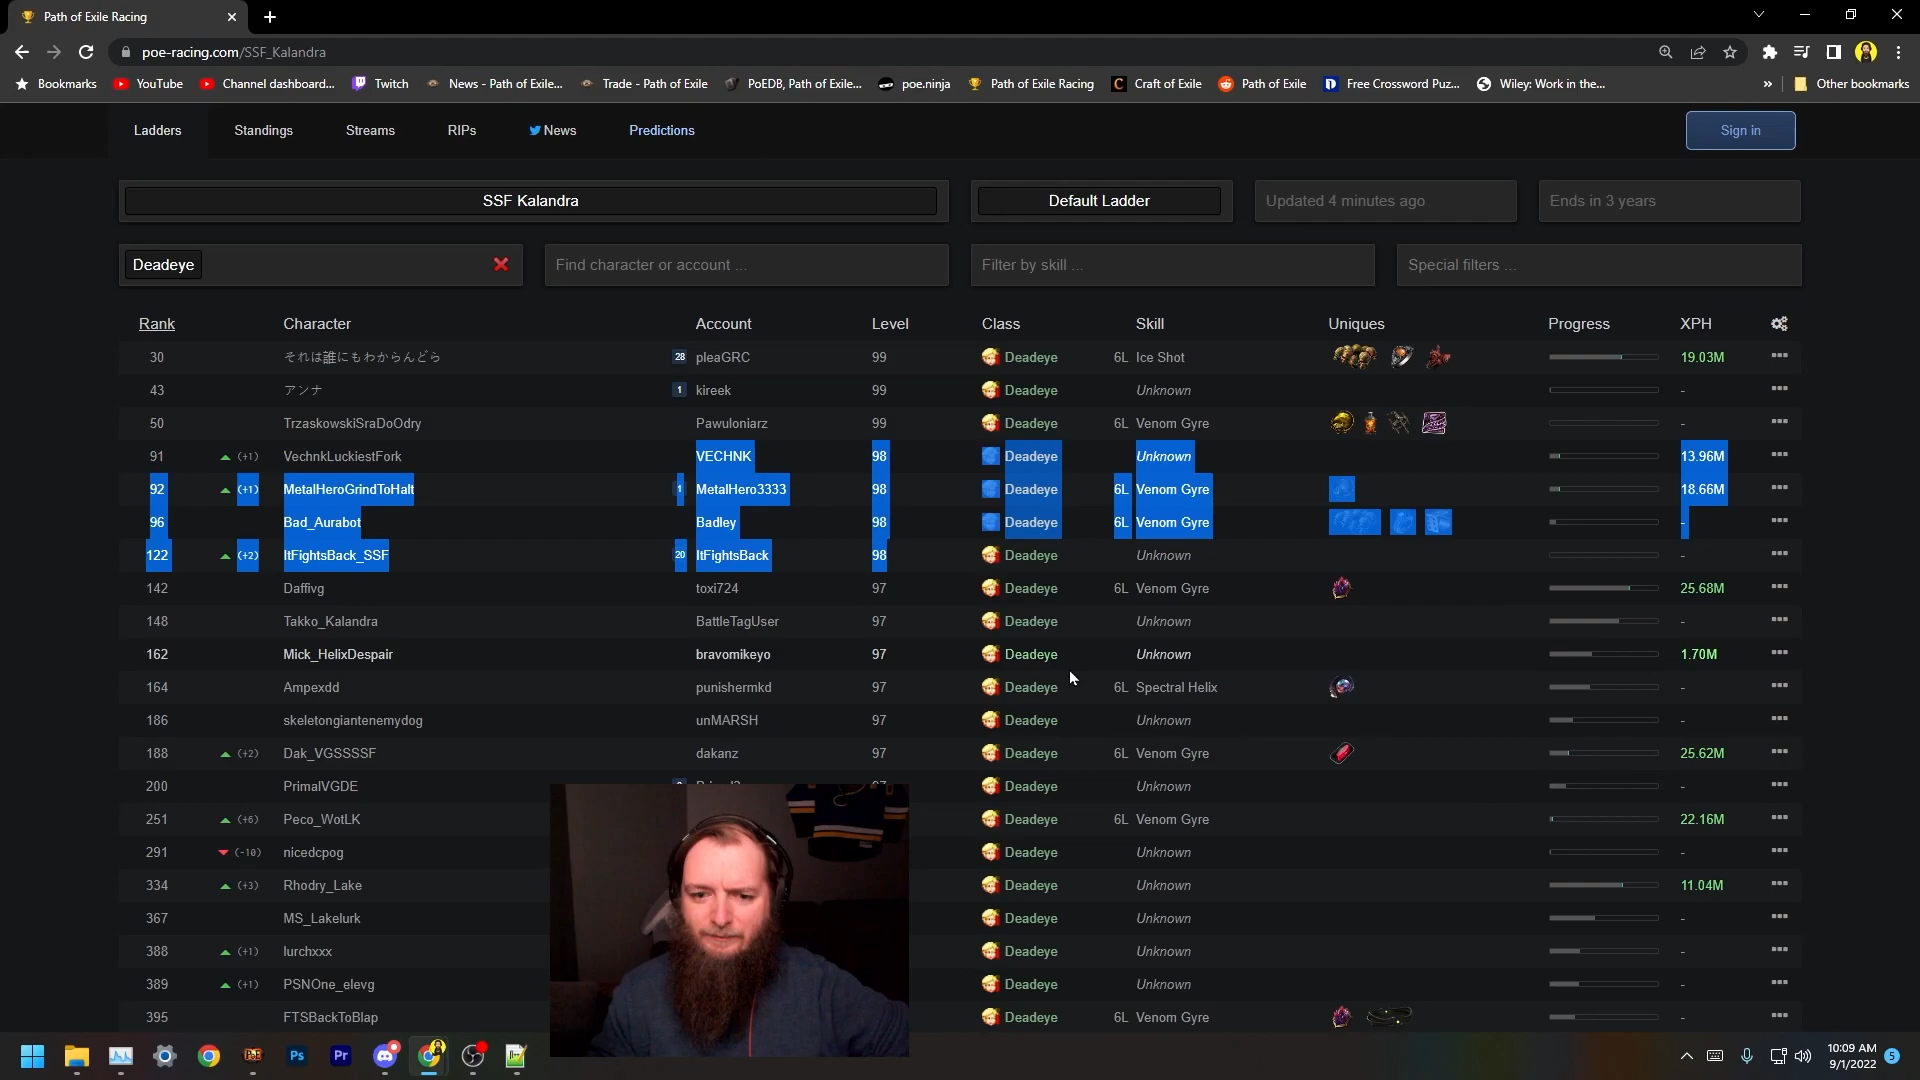 Path of Exile Racing
poe-racing.com/SSF_Kalandra
Bookmarks YouTube Channel dashboard... Twitch News - Path of Exile... Trade - Path of Exile PoEDB, Path of Exile... poe.ninja Path of Exile Racing Craft of Exile Path of Exile Free Crossword Puz... Wiley: Work in the... » Other bookmarks
Ladders Standings Streams RIPs News Predictions Sign in
SSF Kalandra Default Ladder Updated 4 minutes ago Ends in 3 years
Deadeye Find character or account ... Filter by skill ... Special filters ...
Rank Character Account Level Class Skill Uniques Progress XPH
30 それは誰にもわからんどら 28 pleaGRC 99 Deadeye 6L Ice Shot 19.03M
43 アンナ 1 kireek 99 Deadeye Unknown -
50 TrzaskowskiSraDoOdry Pawuloniarz 99 Deadeye 6L Venom Gyre -
91 (+1) VechnkLuckiestFork VECHNK 98 Deadeye Unknown 13.96M
92 (+1) MetalHeroGrindToHalt 1 MetalHero3333 98 Deadeye 6L Venom Gyre 18.66M
96 Bad_Aurabot Badley 98 Deadeye 6L Venom Gyre -
122 (+2) ItFightsBack_SSF 20 ItFightsBack 98 Deadeye Unknown -
142 Daffivg toxi724 97 Deadeye 6L Venom Gyre 25.68M
148 Takko_Kalandra BattleTagUser 97 Deadeye Unknown -
162 Mick_HelixDespair bravomikeyo 97 Deadeye Unknown 1.70M
164 Ampexdd punishermkd 97 Deadeye 6L Spectral Helix -
186 skeletongiantenemydog unMARSH 97 Deadeye Unknown -
188 (+2) Dak_VGSSSSF dakanz 97 Deadeye 6L Venom Gyre 25.62M
200 PrimalVGDE Deadeye Unknown -
251 (+6) Peco_WotLK Deadeye 6L Venom Gyre 22.16M
291 (-10) nicedcpog Deadeye Unknown -
334 (+3) Rhodry_Lake Deadeye Unknown 11.04M
367 MS_Lakelurk Deadeye Unknown -
388 (+1) lurchxxx Deadeye Unknown -
389 (+1) PSNOne_elevg Deadeye Unknown -
395 FTSBackToBlap Deadeye 6L Venom Gyre -
Ps Pr
10:09 AM
9/1/2022 5